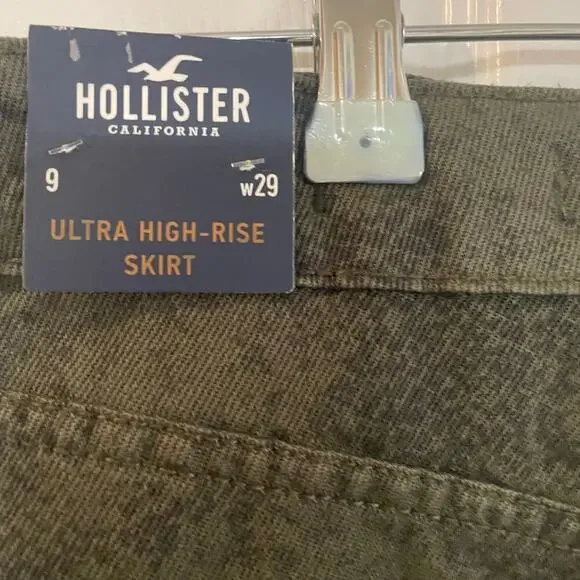 HOLLISTER
CALIFORNIA
9 w29
ULTRA HIGH-RISE
SKIRT